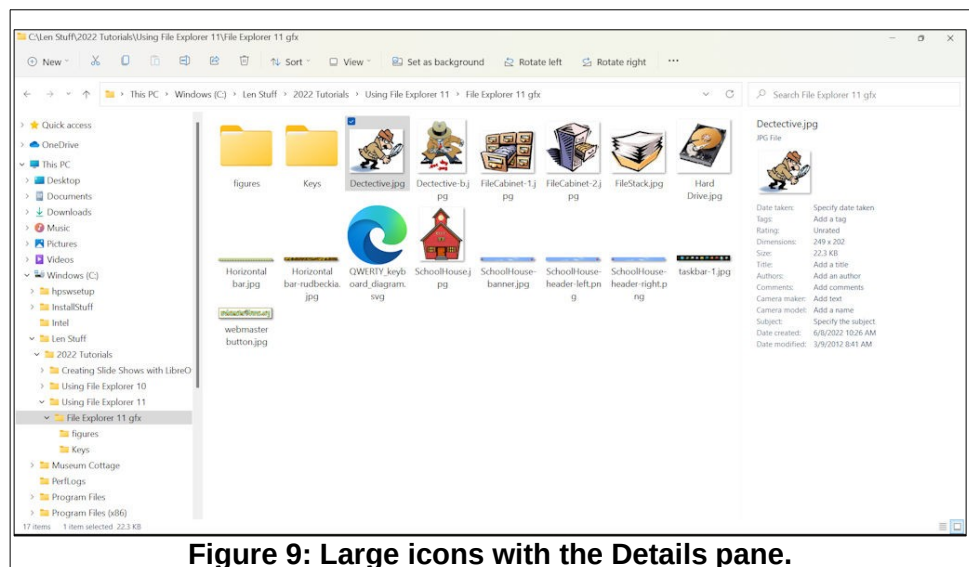 C:\Len Stuff\2022 Tutorials\Using File Explorer 11\File Explorer 11 gfx
New Sort View Set as background Rotate left Rotate right ...
This PC > Windows (C:) > Len Stuff > 2022 Tutorials > Using File Explorer 11 > File Explorer 11 gfx
Search File Explorer 11 gfx
Quick access
OneDrive
This PC
Desktop
Documents
Downloads
Music
Pictures
Videos
Windows (C:)
hpswsetup
InstallStuff
Intel
Len Stuff
2022 Tutorials
Creating Slide Shows with LibreO
Using File Explorer 10
Using File Explorer 11
File Explorer 11 gfx
figures
Keys
Museum Cottage
PerfLogs
Program Files
Program Files (x86)
figures Keys Dectective.jpg Dectective-b.j FileCabinet-1.j FileCabinet-2.j FileStack.jpg Hard
pg pg pg Drive.jpg
Horizontal Horizontal QWERTY_keyb SchoolHouse.j SchoolHouse- SchoolHouse- SchoolHouse- taskbar-1.jpg
bar.jpg bar-rudbeckia. oard_diagram. pg banner.jpg header-left.pn header-right.p
jpg svg g ng
webmaster
button.jpg
Dectective.jpg
JPG File
Date taken: Specify date taken
Tags: Add a tag
Rating: Unrated
Dimensions: 249 x 202
Size: 22.3 KB
Title: Add a title
Authors: Add an author
Comments: Add comments
Camera maker: Add text
Camera model: Add a name
Subject: Specify the subject
Date created: 6/8/2022 10:26 AM
Date modified: 3/9/2012 8:41 AM
17 items 1 item selected 22.3 KB
Figure 9: Large icons with the Details pane.